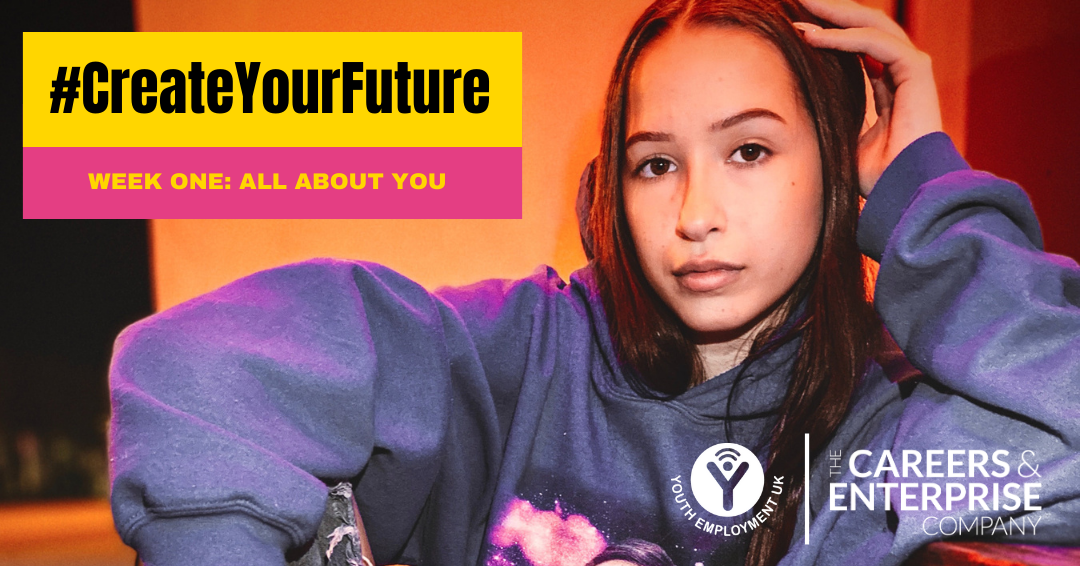 #CreateYourFuture
WEEK ONE: ALL ABOUT YOU
Y
YOUTH EMPLOYMENT UK
THE CAREERS &
ENTERPRISE
COMPANY